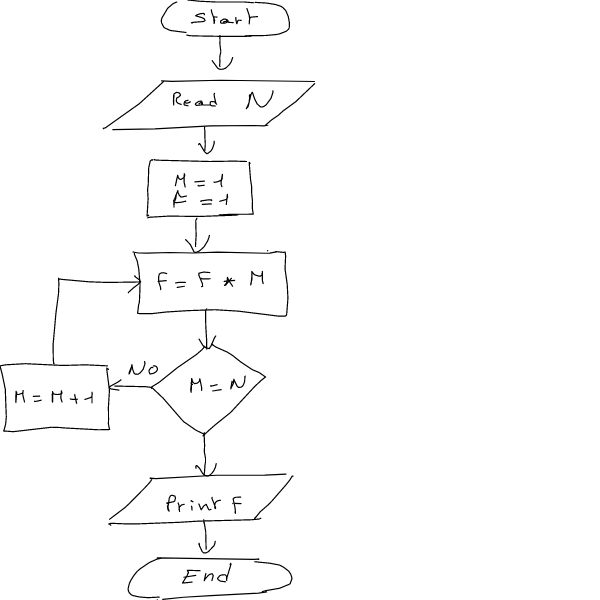 Start
Read N
M = 1
F = 1
F = F * M
No
M = N
M = M + 1
Print F
End